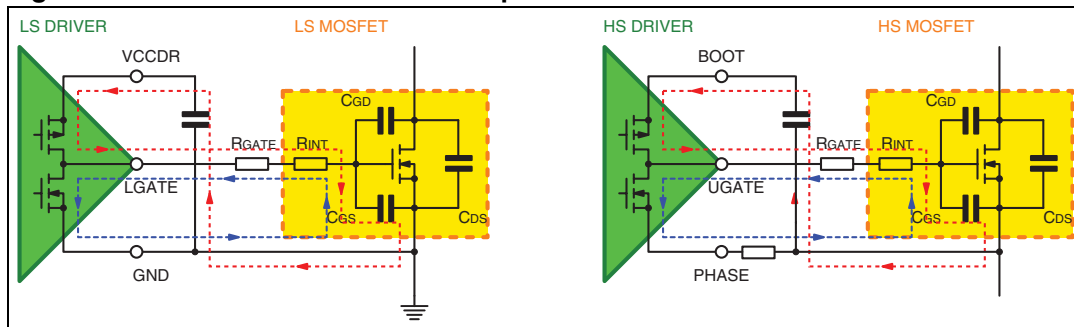 LS DRIVER
LS MOSFET
VCCDR
CGD
RGATE
RINT
LGATE
CGS
CDS
GND
HS DRIVER
HS MOSFET
BOOT
CGD
RGATE
RINT
UGATE
CGS
CDS
PHASE